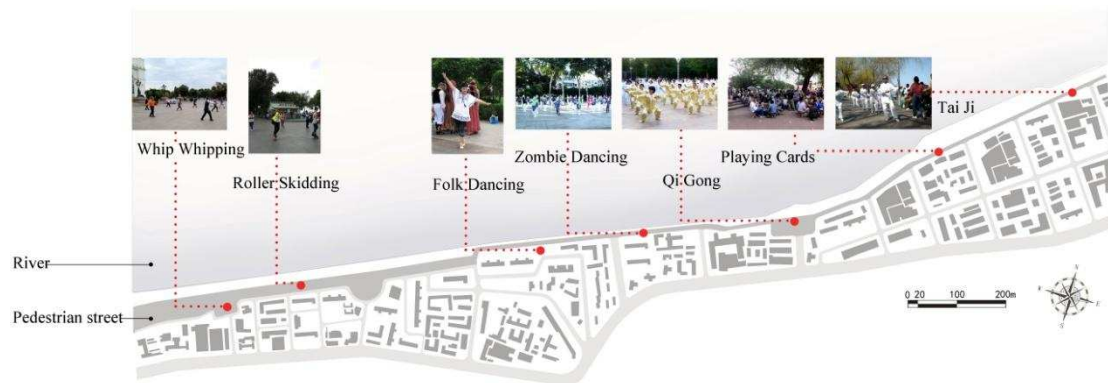 Whip Whipping
Roller Skidding
Folk Dancing
Zombie Dancing
Qi Gong
Playing Cards
Tai Ji
River
Pedestrian street
0 20 100 200m